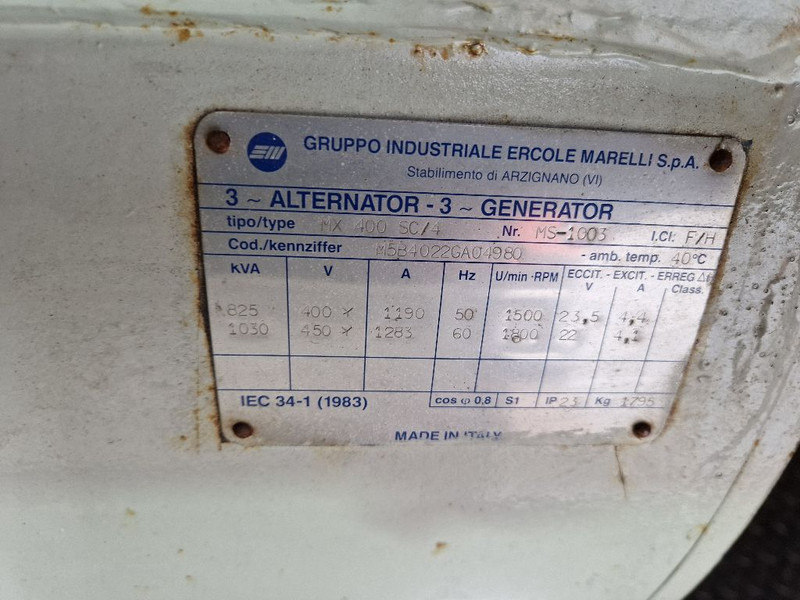 GRUPPO INDUSTRIALE ERCOLE MARELLI S.p.A.
Stabilimento di ARZIGNANO (VI)
3 ~ ALTERNATOR - 3 ~ GENERATOR
tipo/type MX 400 SC/4 Nr. MS-1003 I.Cl. F/H
Cod./kennziffer M5B4022GA04980 - amb. temp. 40°C
KVA V A Hz U/min - RPM ECCIT. - EXCIT. - ERREG
V A Class.
825 400 Y 1190 50 1500 23,5 4,4
1030 450 Y 1283 60 1800 22 4,1
IEC 34-1 (1983) cos φ 0,8 S1 IP 23 Kg 1795
MADE IN ITALY